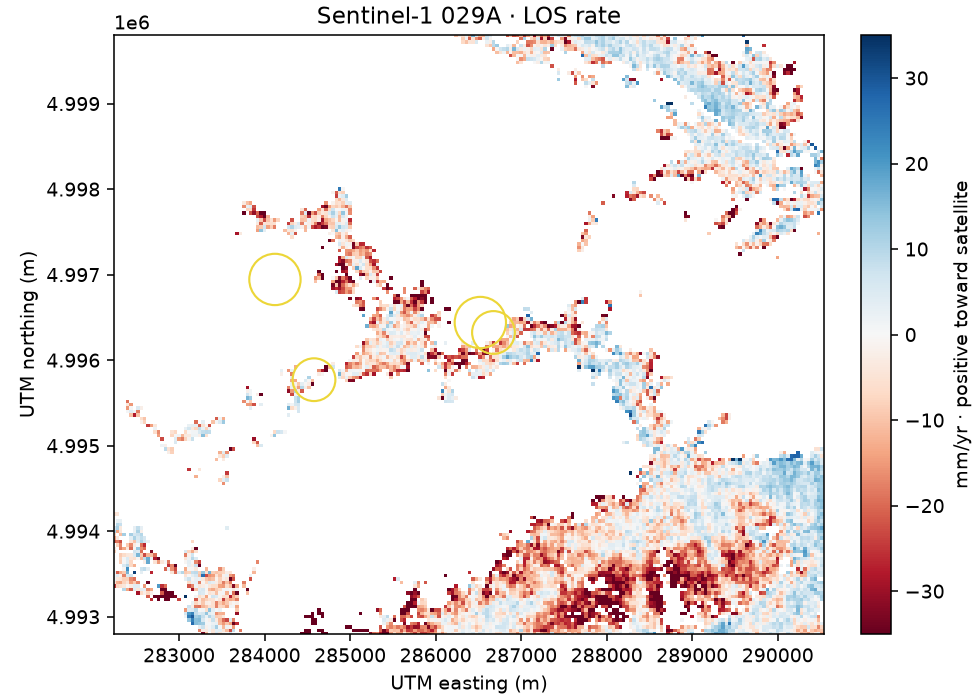 Sentinel-1 029A · LOS rate
1e6
4.999
4.998
4.997
4.996
4.995
4.994
4.993
UTM northing (m)
283000 284000 285000 286000 287000 288000 289000 290000
UTM easting (m)
30
20
10
0
−10
−20
−30
mm/yr · positive toward satellite